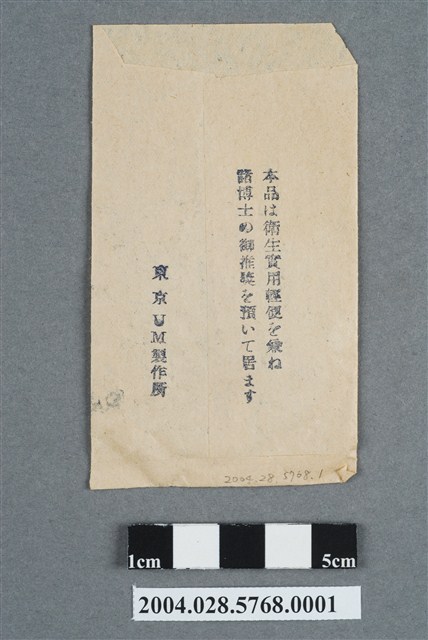 本品は衛生實用輕便を兼ね
諸博士の御推奬を預いて居ます
東京UM製作所
2004.28.5768.1
1cm 5cm
2004.028.5768.0001